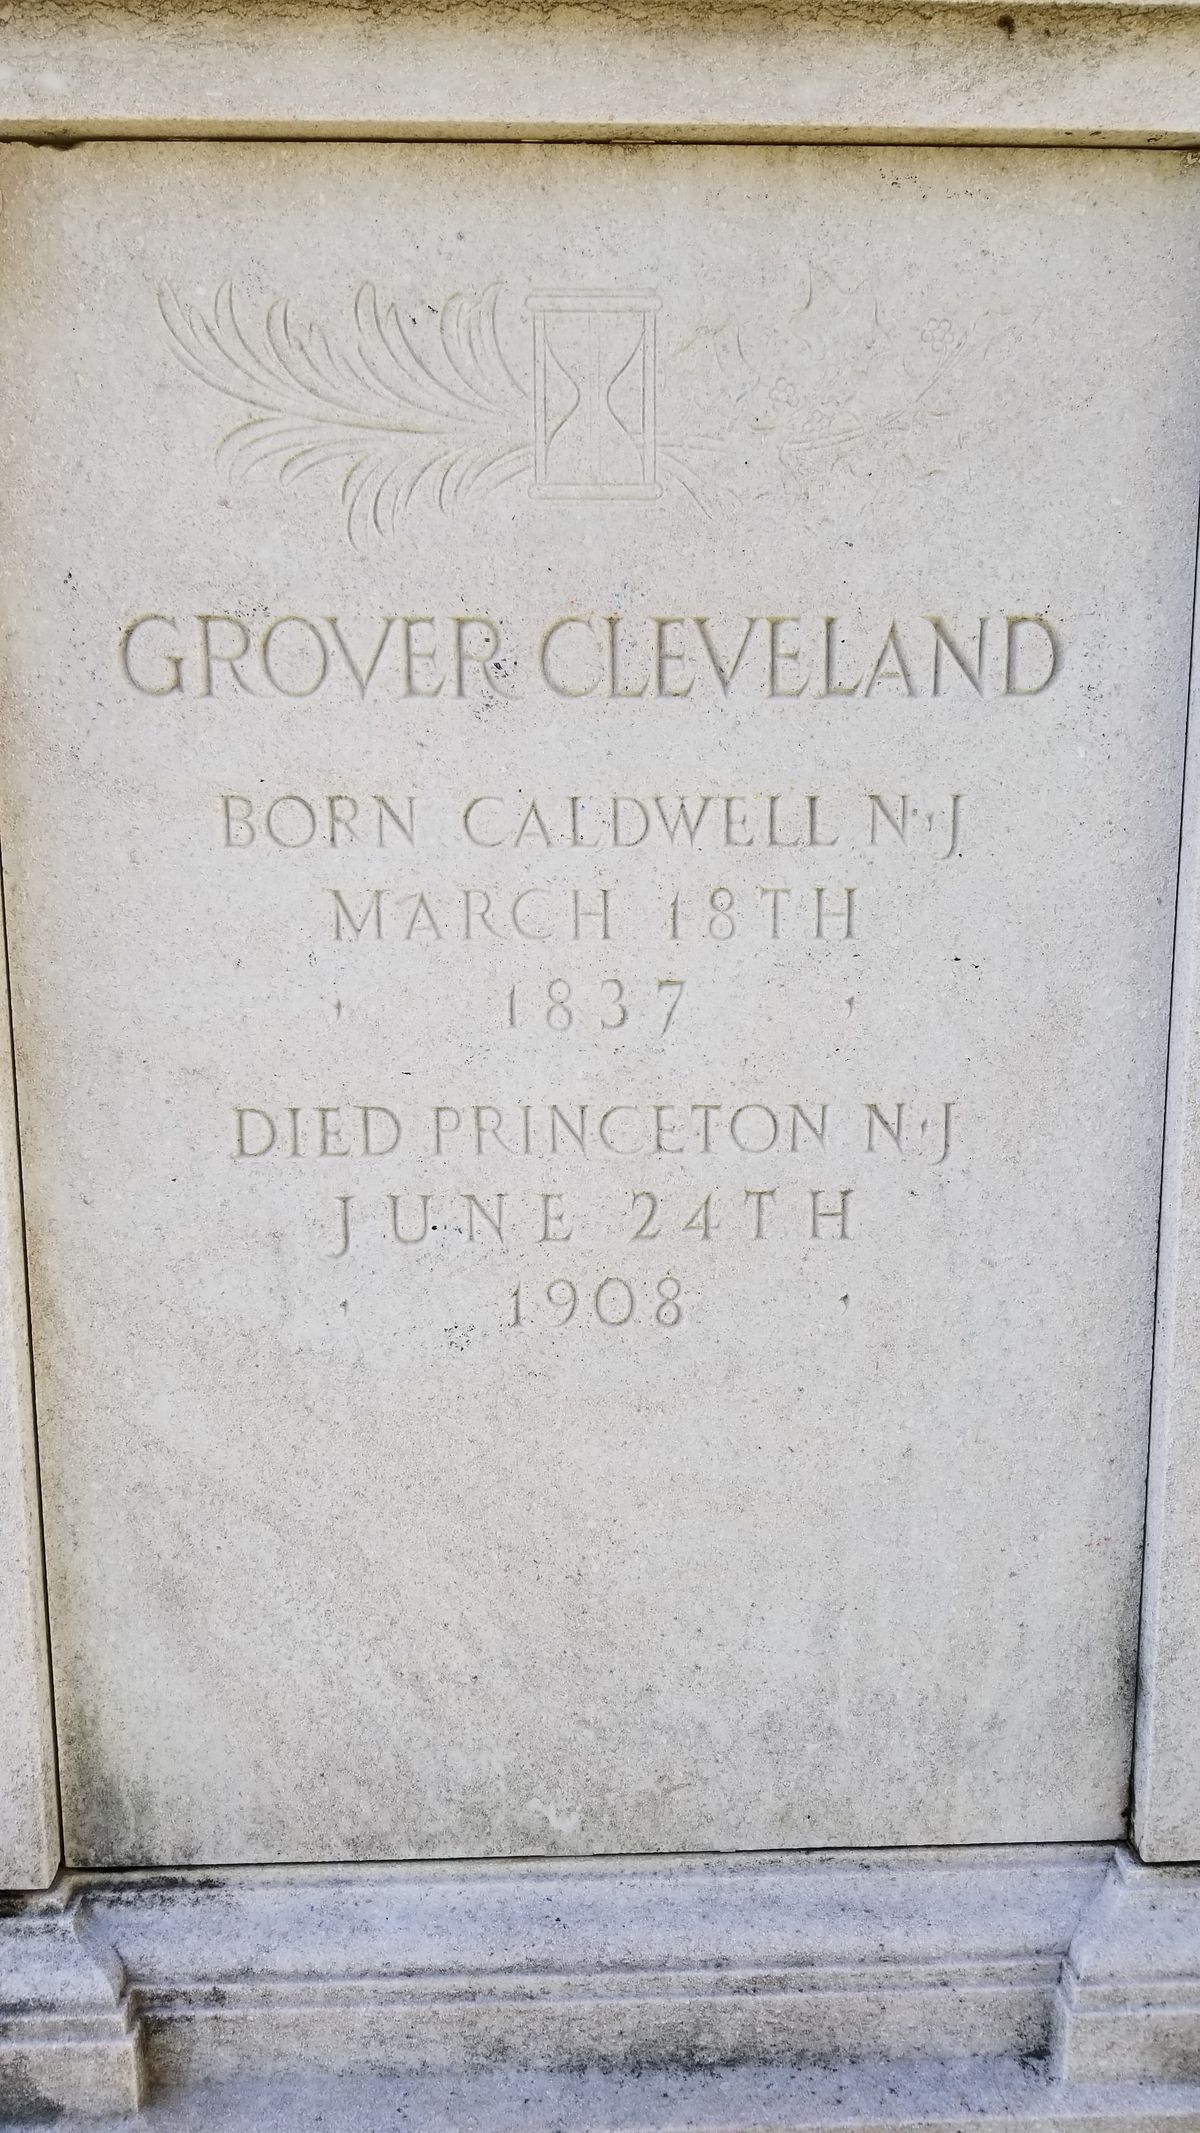 GROVER CLEVELAND
BORN CALDWELL N·J
MARCH 18TH
· 1837 ·
DIED PRINCETON N·J
JUNE 24TH
· 1908 ·